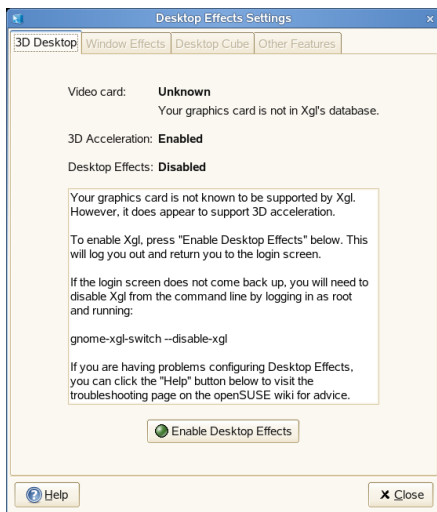 Desktop Effects Settings
3D Desktop Window Effects Desktop Cube Other Features
Video card: Unknown
Your graphics card is not in Xgl's database.
3D Acceleration: Enabled
Desktop Effects: Disabled
Your graphics card is not known to be supported by Xgl.
However, it does appear to support 3D acceleration.
To enable Xgl, press "Enable Desktop Effects" below. This
will log you out and return you to the login screen.
If the login screen does not come back up, you will need to
disable Xgl from the command line by logging in as root
and running:
gnome-xgl-switch --disable-xgl
If you are having problems configuring Desktop Effects,
you can click the "Help" button below to visit the
troubleshooting page on the openSUSE wiki for advice.
Enable Desktop Effects
Help Close